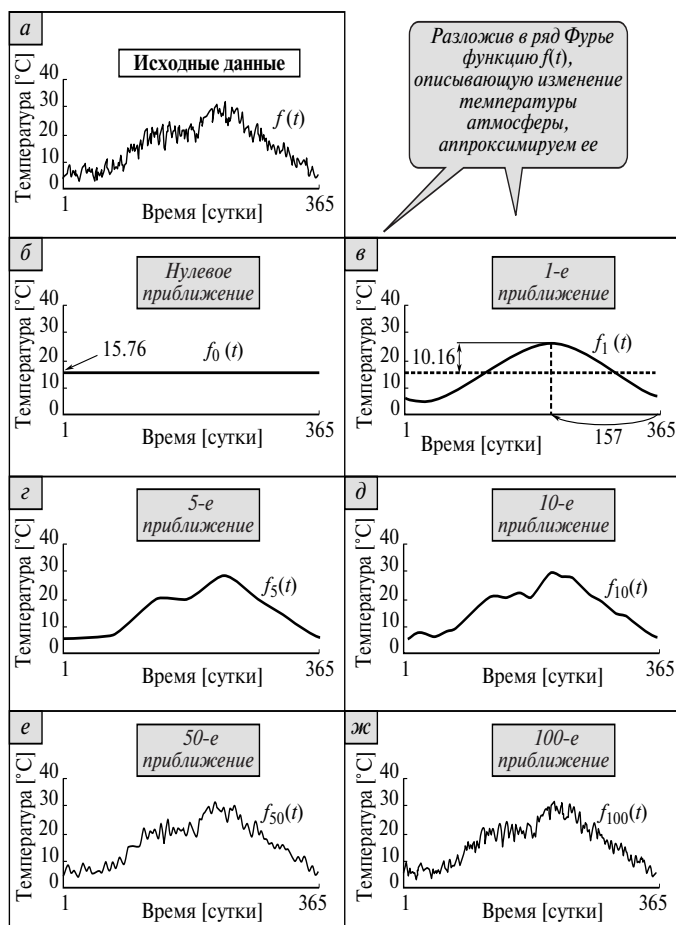 а
Исходные данные
Температура [°C]
40
30
20
10
0
f (t)
1
365
Время [сутки]
Разложив в ряд Фурье
функцию f(t),
описывающую изменение
температуры
атмосферы,
аппроксимируем ее
б
Нулевое
приближение
Температура [°C]
40
30
20
10
0
15.76
f0 (t)
1
365
Время [сутки]
в
1-е
приближение
Температура [°C]
40
30
20
10
0
10.16
f1 (t)
157
1
365
Время [сутки]
г
5-е
приближение
Температура [°C]
40
30
20
10
0
f5(t)
1
365
Время [сутки]
д
10-е
приближение
Температура [°C]
40
30
20
10
0
f10(t)
1
365
Время [сутки]
е
50-е
приближение
Температура [°C]
40
30
20
10
0
f50(t)
1
365
Время [сутки]
ж
100-е
приближение
Температура [°C]
40
30
20
10
0
f100(t)
1
365
Время [сутки]